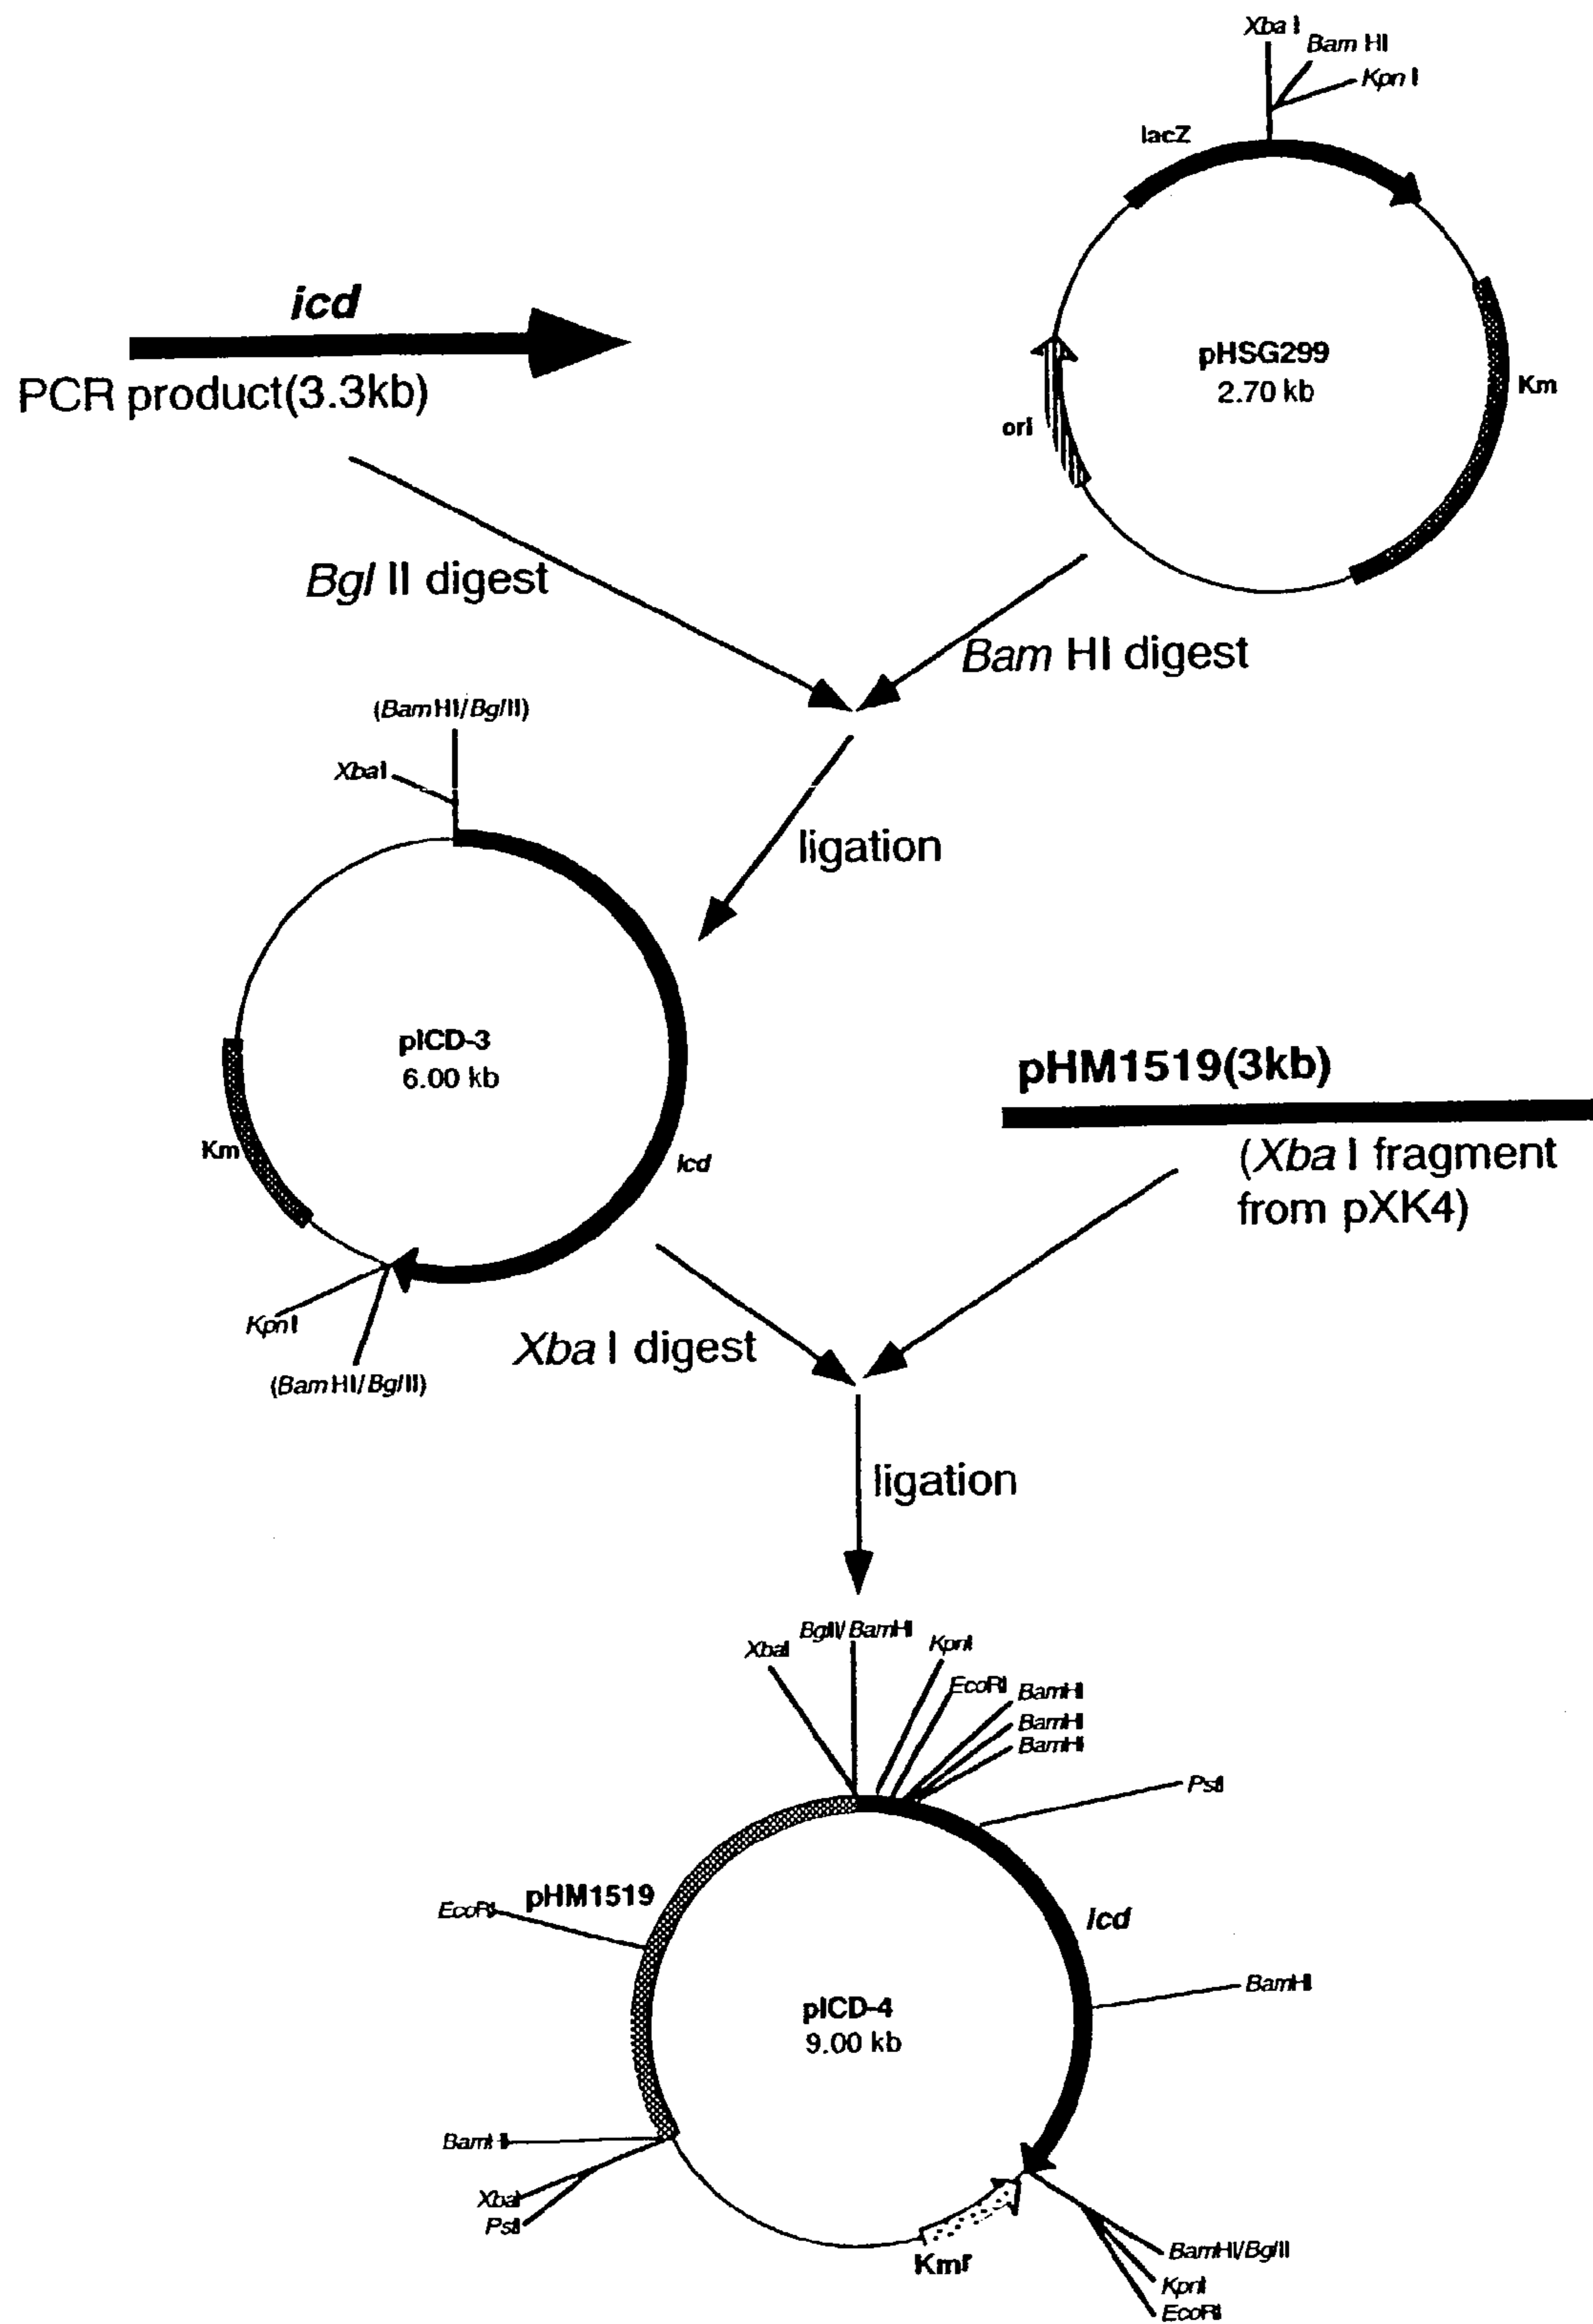 Xba I
Bam HI
Kpn I
lacZ
icd
PCR product(3.3kb)
pHSG299
2.70 kb
Km
ori
Bgl II digest
Bam HI digest
(BamHI/BglII)
XbaI
ligation
pICD-3
6.00 kb
Km
icd
KpnI
(BamHI/BglII)
pHM1519(3kb)
(Xba I fragment
from pXK4)
Xba I digest
ligation
XbaI
BglII/BamHI
KpnI
EcoRI
BamHI
BamHI
BamHI
PstI
EcoRI
pHM1519
icd
BamHI
pICD-4
9.00 kb
BamHI
XbaI
PstI
Kmr
BamHI/BglII
KpnI
EcoRI